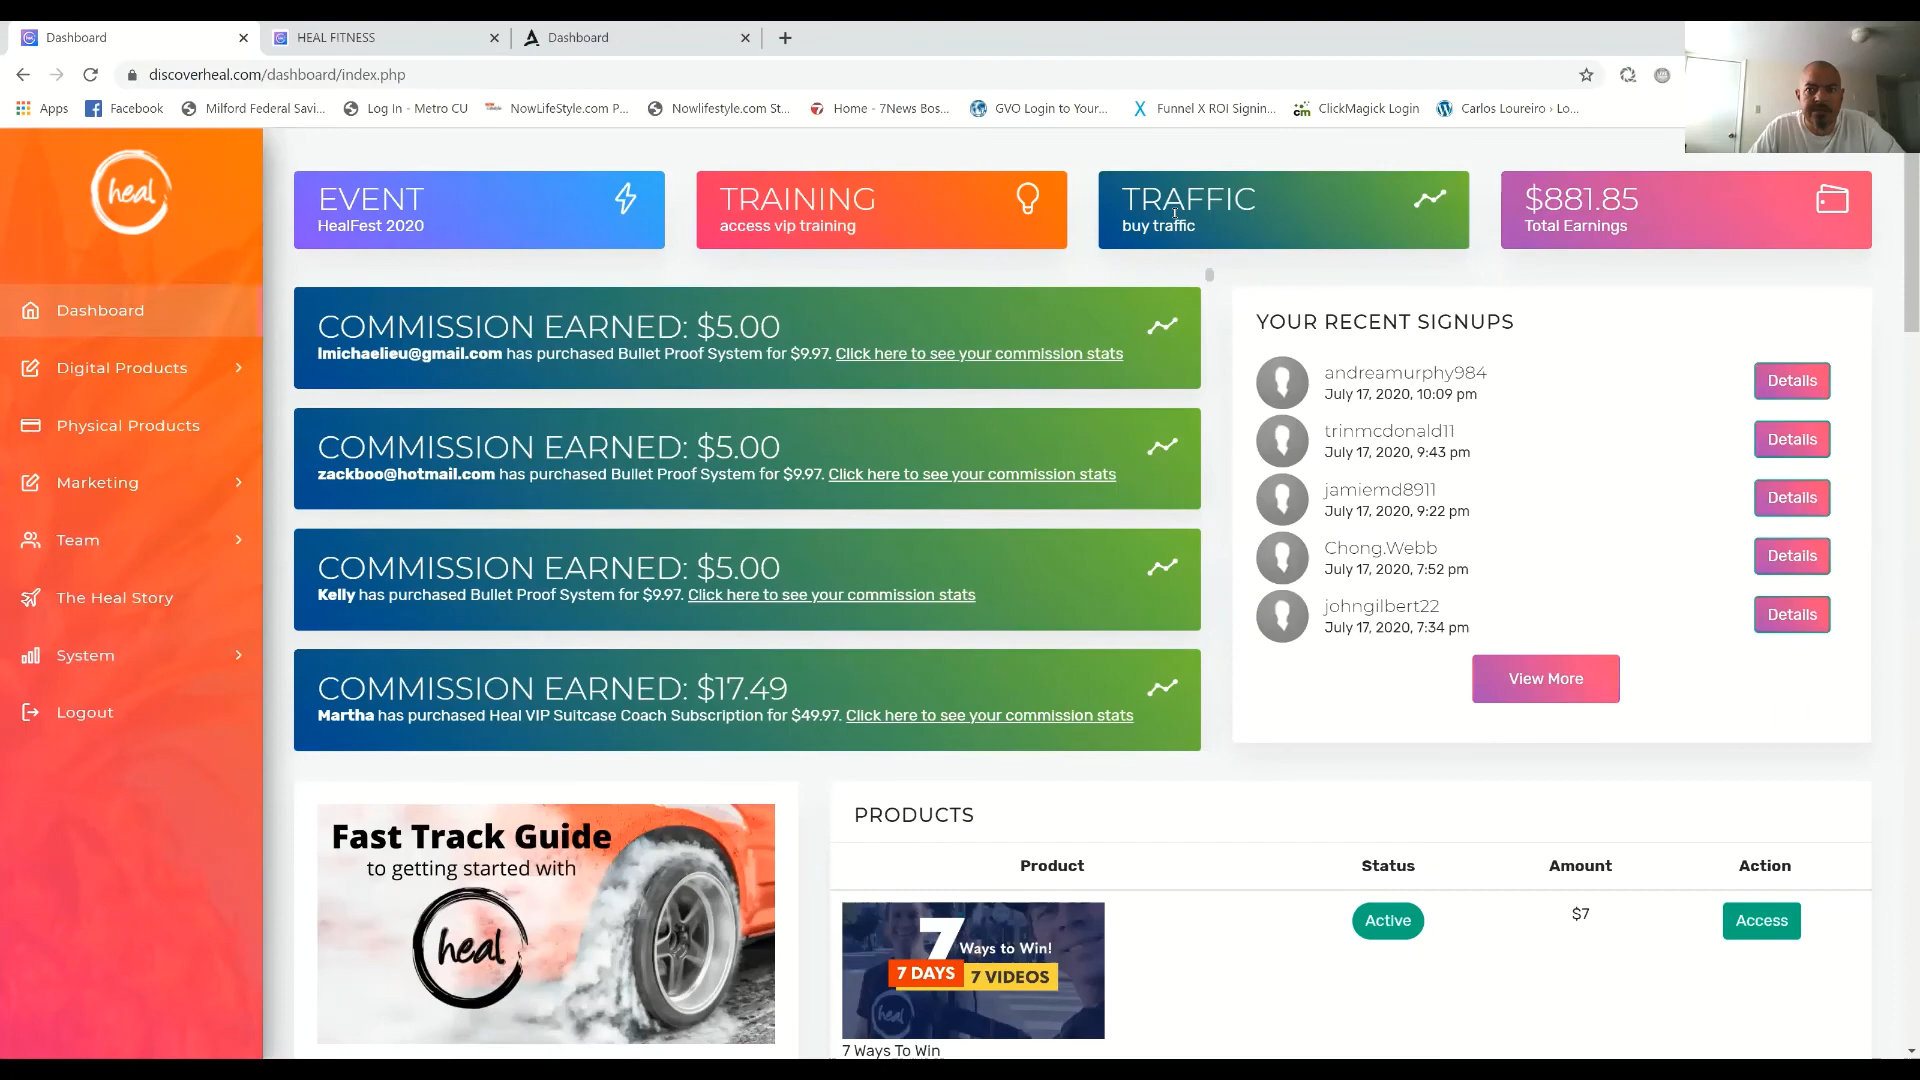 Dashboard
HEAL FITNESS
Dashboard
discoverheal.com/dashboard/index.php
Apps
Facebook
Milford Federal Savi...
Log In - Metro CU
NowLifeStyle.com P...
Nowlifestyle.com St...
Home - 7News Bos...
GVO Login to Your...
Funnel X ROI Signin...
ClickMagick Login
Carlos Loureiro › Lo...
heal
Dashboard
Digital Products
Physical Products
Marketing
Team
The Heal Story
System
Logout
EVENT
HealFest 2020
TRAINING
access vip training
TRAFFIC
buy traffic
$881.85
Total Earnings
COMMISSION EARNED: $5.00
lmichaelieu@gmail.com has purchased Bullet Proof System for $9.97. Click here to see your commission stats
COMMISSION EARNED: $5.00
zackboo@hotmail.com has purchased Bullet Proof System for $9.97. Click here to see your commission stats
COMMISSION EARNED: $5.00
Kelly has purchased Bullet Proof System for $9.97. Click here to see your commission stats
COMMISSION EARNED: $17.49
Martha has purchased Heal VIP Suitcase Coach Subscription for $49.97. Click here to see your commission stats
YOUR RECENT SIGNUPS
andreamurphy984
July 17, 2020, 10:09 pm
Details
trinmcdonald11
July 17, 2020, 9:43 pm
Details
jamiemd8911
July 17, 2020, 9:22 pm
Details
Chong.Webb
July 17, 2020, 7:52 pm
Details
johngilbert22
July 17, 2020, 7:34 pm
Details
View More
Fast Track Guide
to getting started with
heal
PRODUCTS
Product Status Amount Action
7 Ways to Win!
7 DAYS 7 VIDEOS
heal
Active
$7
Access
7 Ways To Win